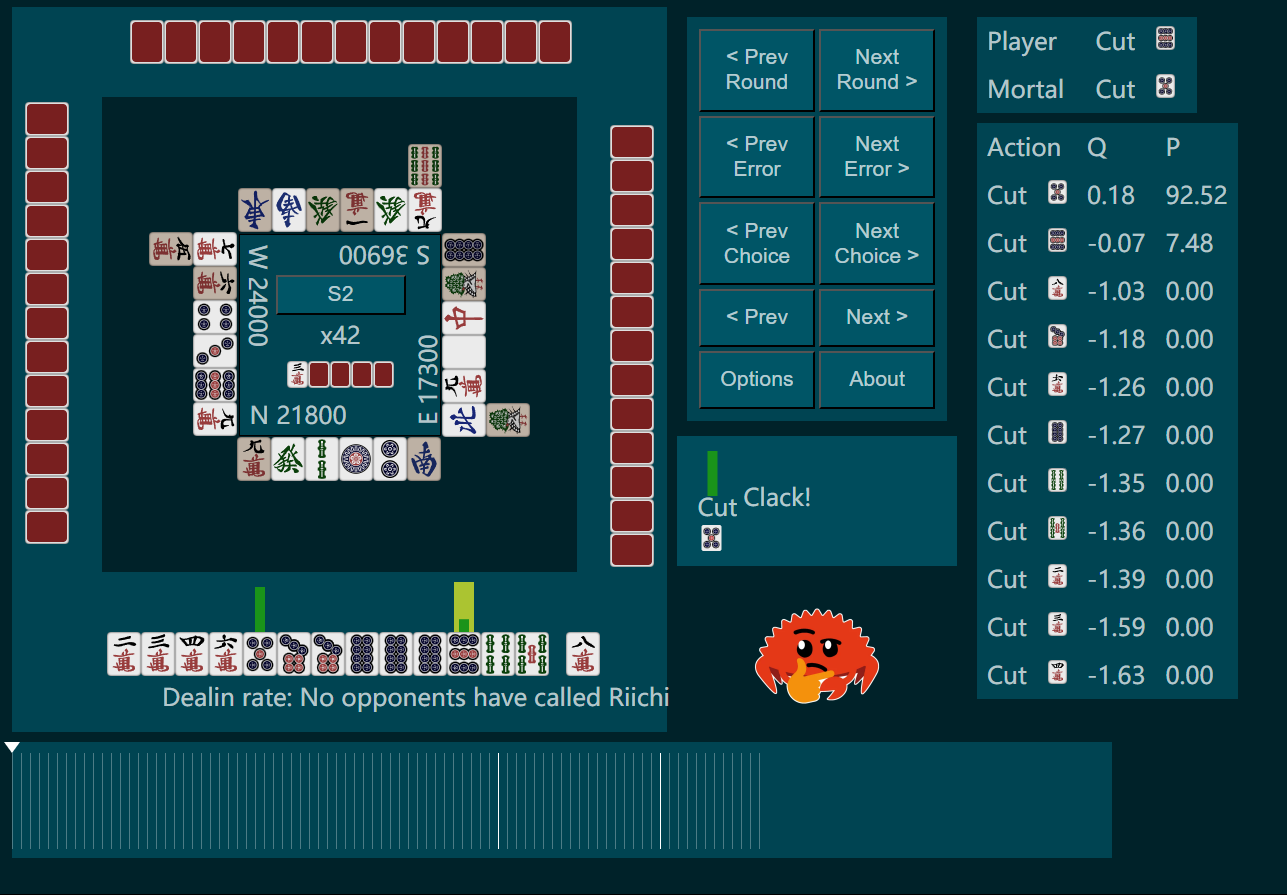 < Prev Round
Next Round >
< Prev Error
Next Error >
< Prev Choice
Next Choice >
< Prev
Next >
Options
About
Player Cut
Mortal Cut
Action Q P
Cut 0.18 92.52
Cut -0.07 7.48
Cut -1.03 0.00
Cut -1.18 0.00
Cut -1.26 0.00
Cut -1.27 0.00
Cut -1.35 0.00
Cut -1.36 0.00
Cut -1.39 0.00
Cut -1.59 0.00
Cut -1.63 0.00
S 36900
W 24000
S2
x42
E 17300
N 21800
Cut
Clack!
Dealin rate: No opponents have called Riichi